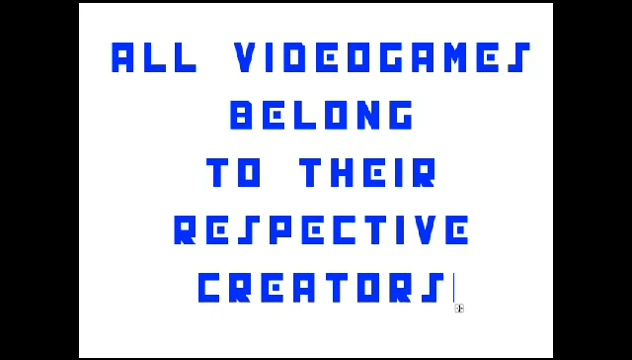 ALL VIDEOGAMES
BELONG
TO THEIR
RESPECTIVE
CREATORS